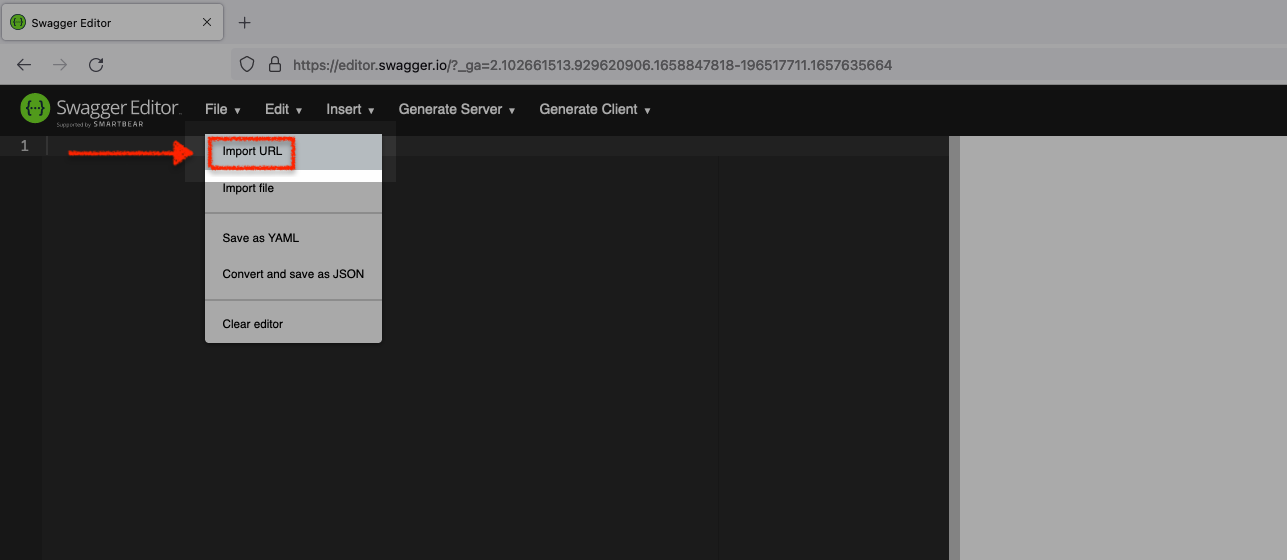 Swagger Editor
https://editor.swagger.io/?_ga=2.102661513.929620906.1658847818-196517711.1657635664
Swagger Editor
Supported by SMARTBEAR
File ▾ Edit ▾ Insert ▾ Generate Server ▾ Generate Client ▾
1
Import URL
Import file
Save as YAML
Convert and save as JSON
Clear editor